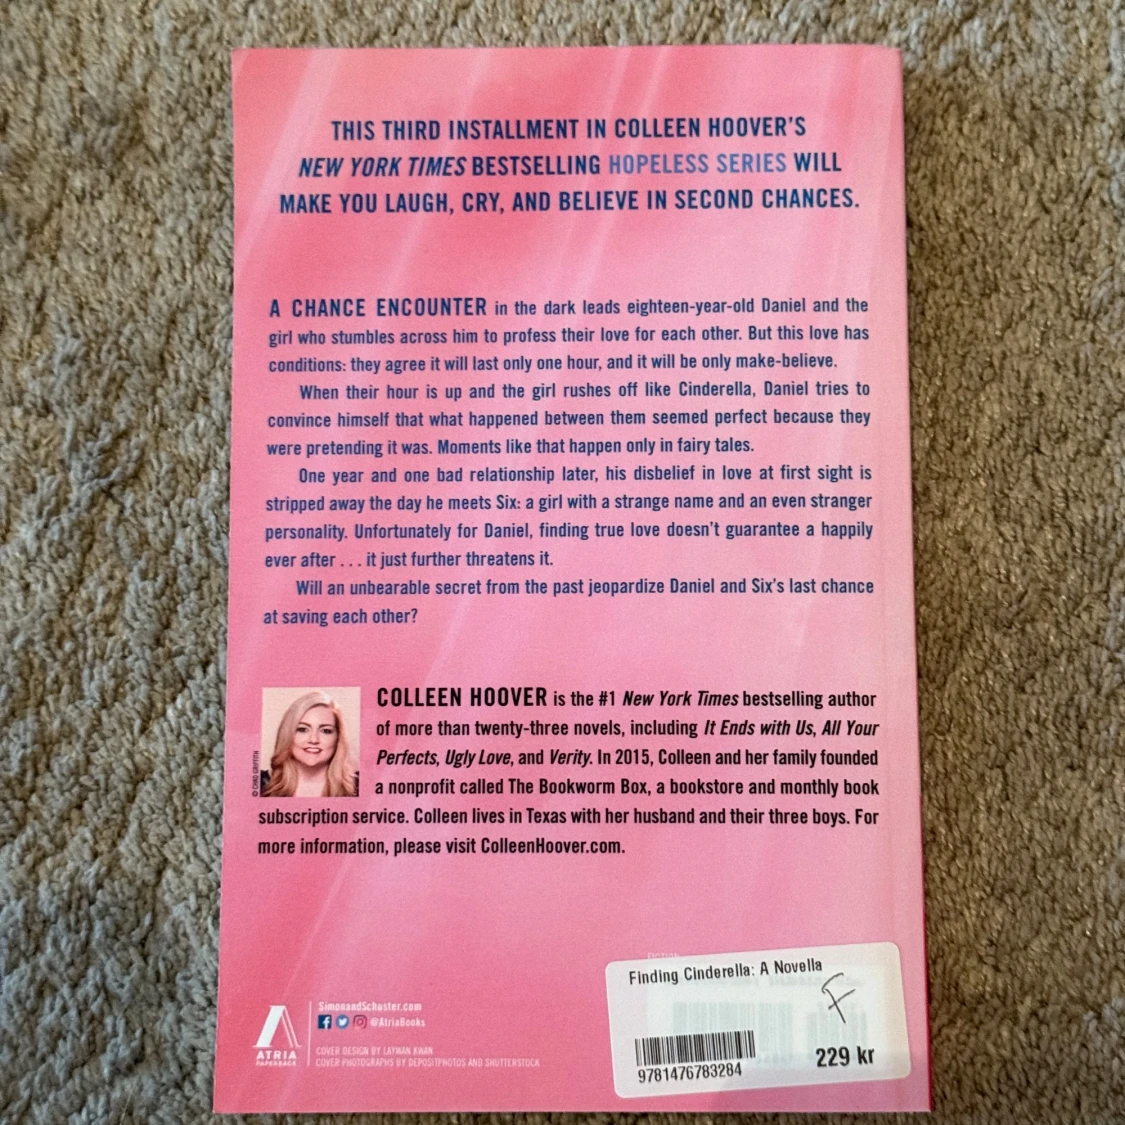 THIS THIRD INSTALLMENT IN COLLEEN HOOVER'S
NEW YORK TIMES BESTSELLING HOPELESS SERIES WILL
MAKE YOU LAUGH, CRY, AND BELIEVE IN SECOND CHANCES.
A CHANCE ENCOUNTER in the dark leads eighteen-year-old Daniel and the
girl who stumbles across him to profess their love for each other. But this love has
conditions: they agree it will last only one hour, and it will be only make-believe.
When their hour is up and the girl rushes off like Cinderella, Daniel tries to
convince himself that what happened between them seemed perfect because they
were pretending it was. Moments like that happen only in fairy tales.
One year and one bad relationship later, his disbelief in love at first sight is
stripped away the day he meets Six: a girl with a strange name and an even stranger
personality. Unfortunately for Daniel, finding true love doesn't guarantee a happily
ever after . . . it just further threatens it.
Will an unbearable secret from the past jeopardize Daniel and Six's last chance
at saving each other?
COLLEEN HOOVER is the #1 New York Times bestselling author
of more than twenty-three novels, including It Ends with Us, All Your
Perfects, Ugly Love, and Verity. In 2015, Colleen and her family founded
a nonprofit called The Bookworm Box, a bookstore and monthly book
subscription service. Colleen lives in Texas with her husband and their three boys. For
more information, please visit ColleenHoover.com.
© CHAD GRIFFITH
Finding Cinderella: A Novella
F
229 kr
9781476783284
ATRIA
PAPERBACK
SimonandSchuster.com
@AtriaBooks
COVER DESIGN BY LAYWAN KWAN
COVER PHOTOGRAPHS BY DEPOSITPHOTOS AND SHUTTERSTOCK